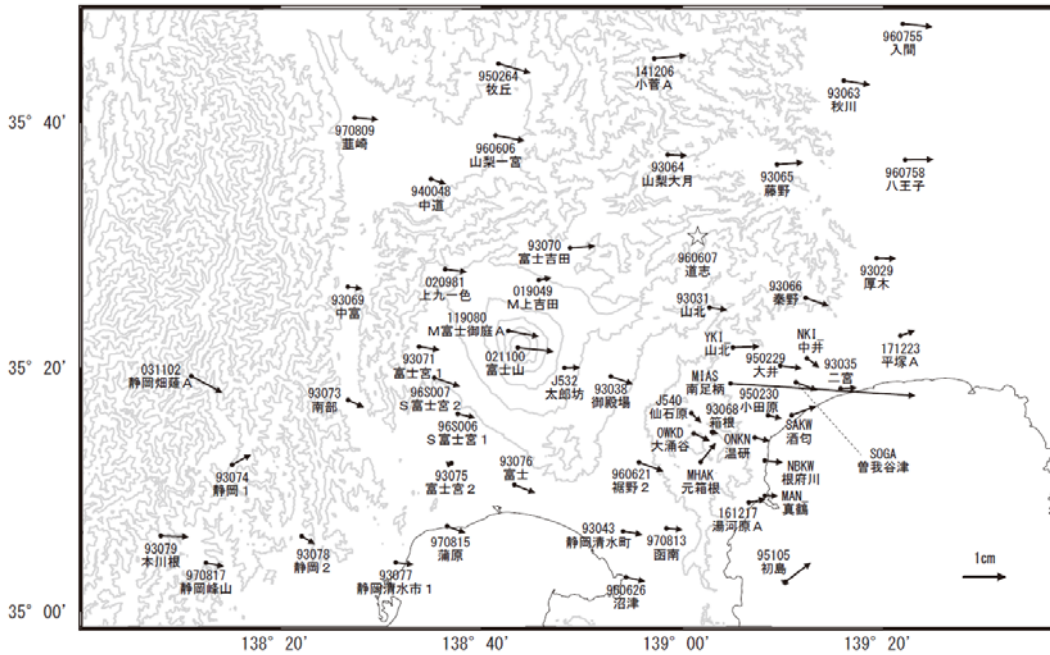 960755
入間
950264
牧丘
141206
小菅A
93063
秋川
35° 40'
970809
韮崎
960606
山梨一宮
93064
山梨大月
93065
藤野
960758
八王子
940048
中道
93070
富士吉田
960607
道志
020981
上九一色
019049
M上吉田
93029
厚木
93069
中富
93066
秦野
93031
山北
119080
M富士御庭A
021100
富士山
YKI_
山北
NKI_
中井
171223
平塚A
35° 20'
031102
静岡畑薙A
93071
富士宮1
950229
大井
93035
二宮
96S007
S富士宮2
J532
太郎坊
93038
御殿場
MIAS
南足柄
93073
南部
950230
小田原
J540
仙石原
93068
箱根
96S006
S富士宮1
SAKW
酒匂
OWKD
大涌谷
ONKN
温研
SOGA
曽我谷津
93074
静岡1
93075
富士宮2
93076
富士
960621
裾野2
MHAK
元箱根
NBKW
根府川
MAN_
真鶴
161217
湯河原A
93079
本川根
93078
静岡2
970815
蒲原
93043
静岡清水町
970813
函南
95105
初島
1cm
970817
静岡峰山
93077
静岡清水市1
960626
沼津
35° 00'
138° 20'
138° 40'
139° 00'
139° 20'